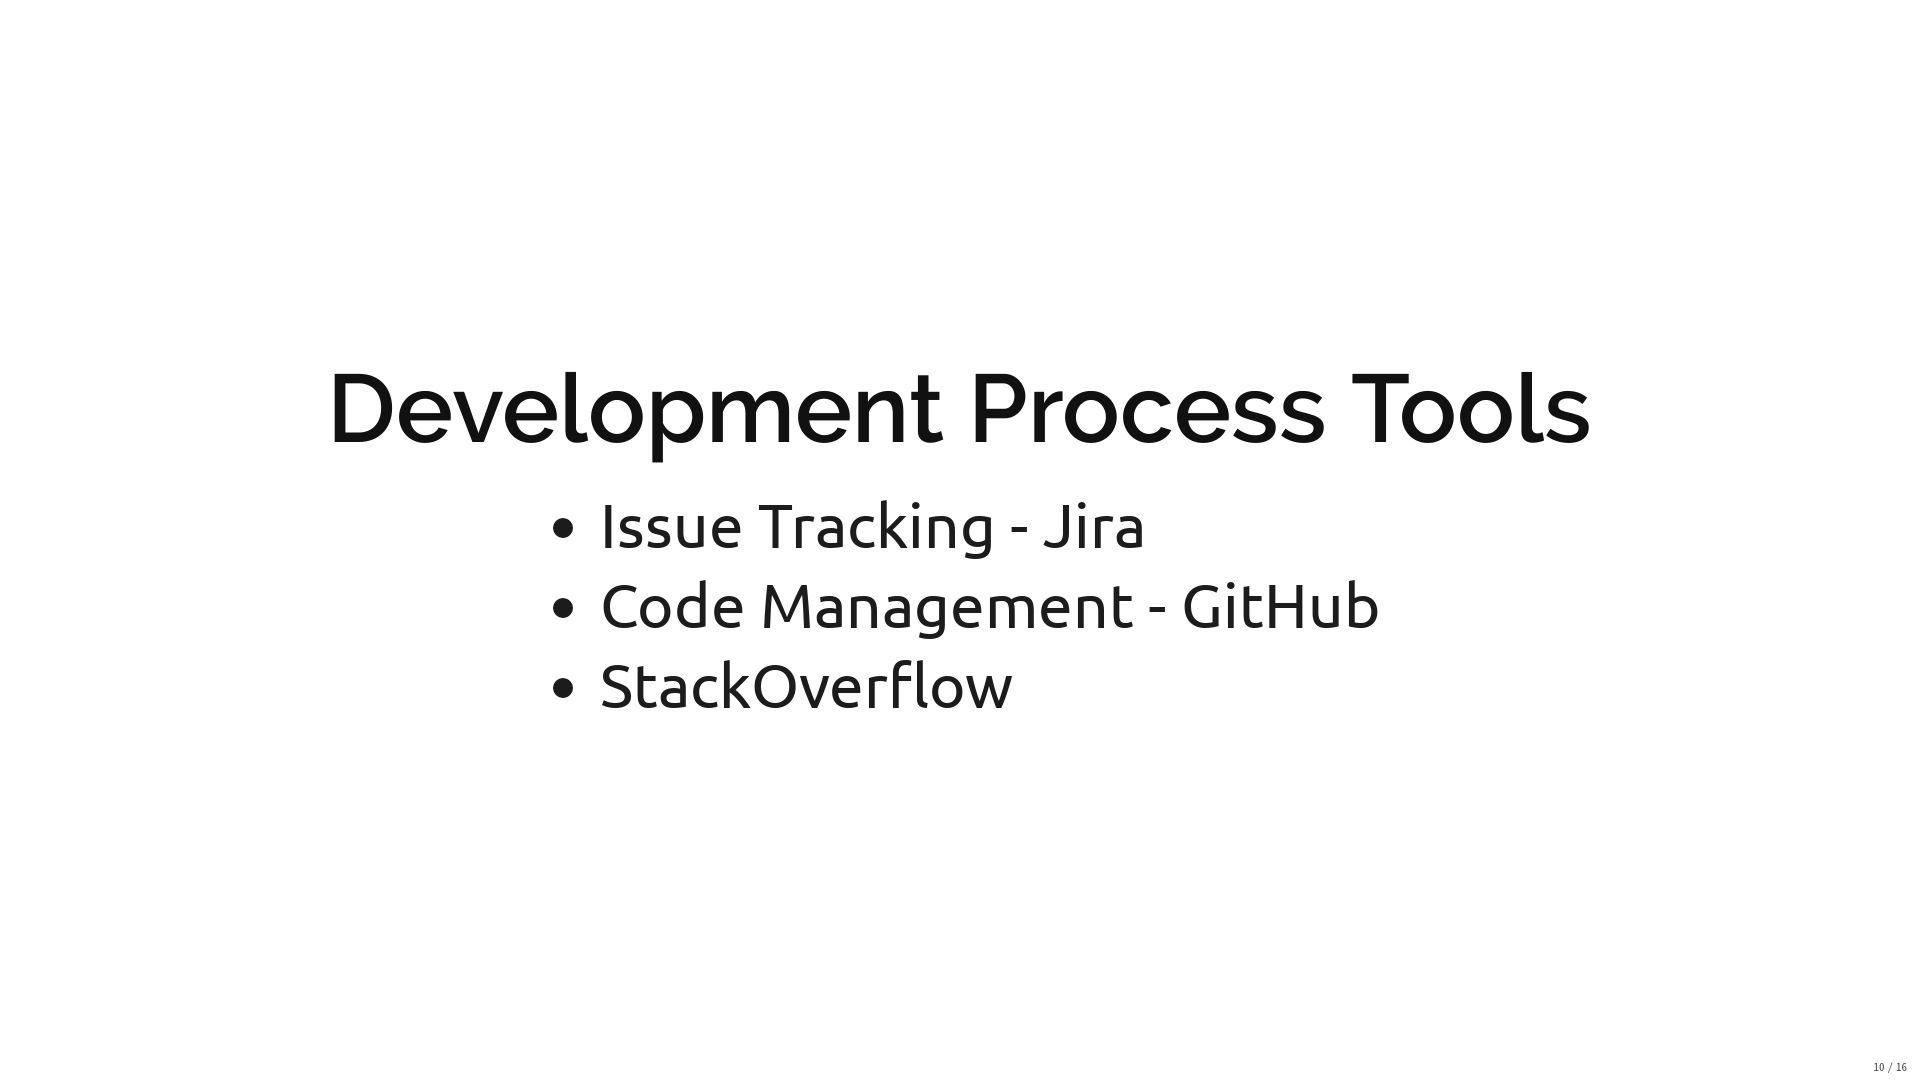 Development Process Tools
• Issue Tracking - Jira
• Code Management - GitHub
• StackOverflow
10 / 16